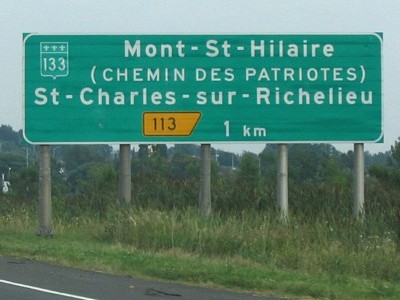 133
Mont-St-Hilaire
(CHEMIN DES PATRIOTES)
St-Charles-sur-Richelieu
113 1 km